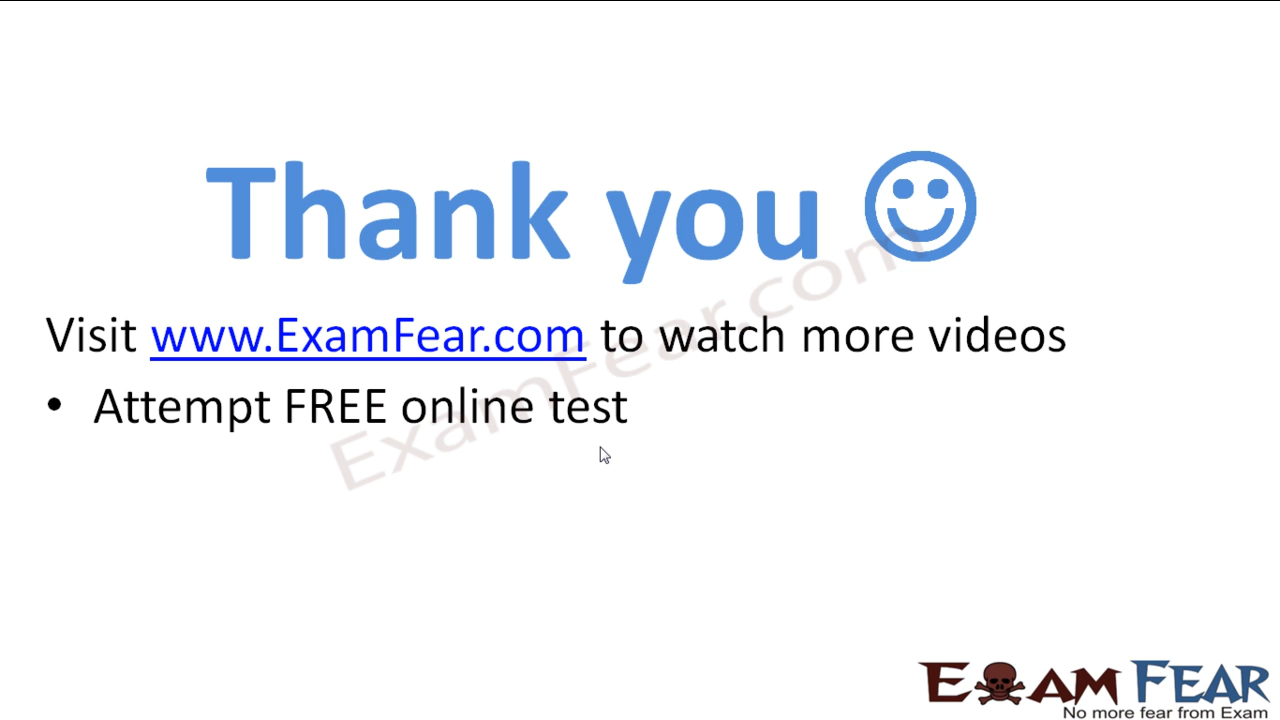 Thank you
Visit www.ExamFear.com to watch more videos
• Attempt FREE online test
ExamFear.com
EXAM FEAR
No more fear from Exam